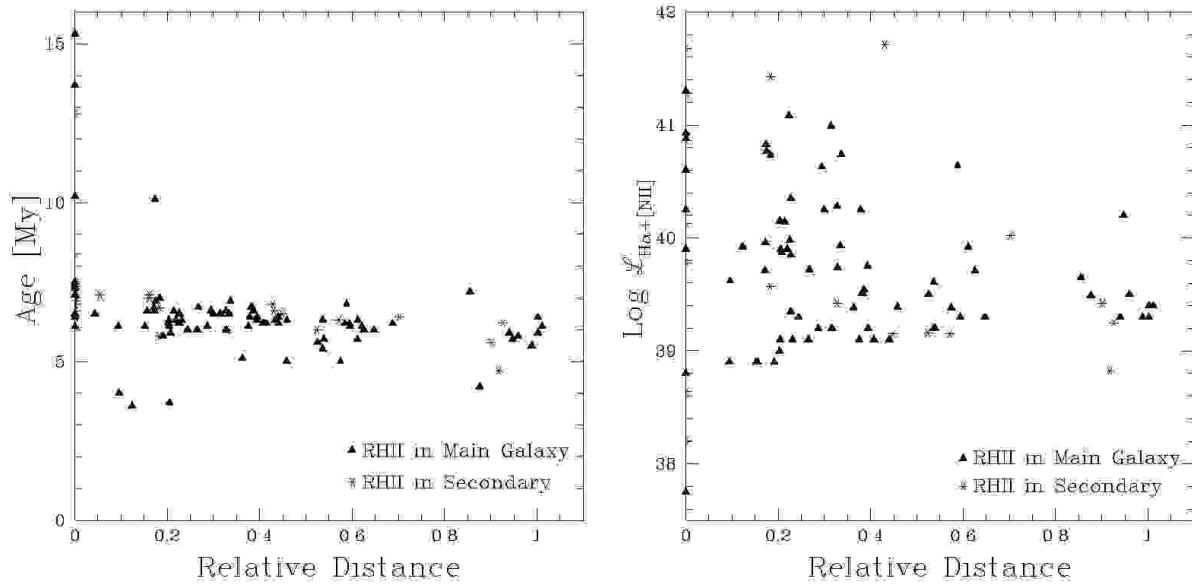 15
10
5
0
Age [My]
▲ RHII in Main Galaxy
* RHII in Secondary
0 0.2 0.4 0.6 0.8 1
Relative Distance
42
41
40
39
38
Log ℒHα+[NII]
▲ RHII in Main Galaxy
* RHII in Secondary
0 0.2 0.4 0.6 0.8 1
Relative Distance